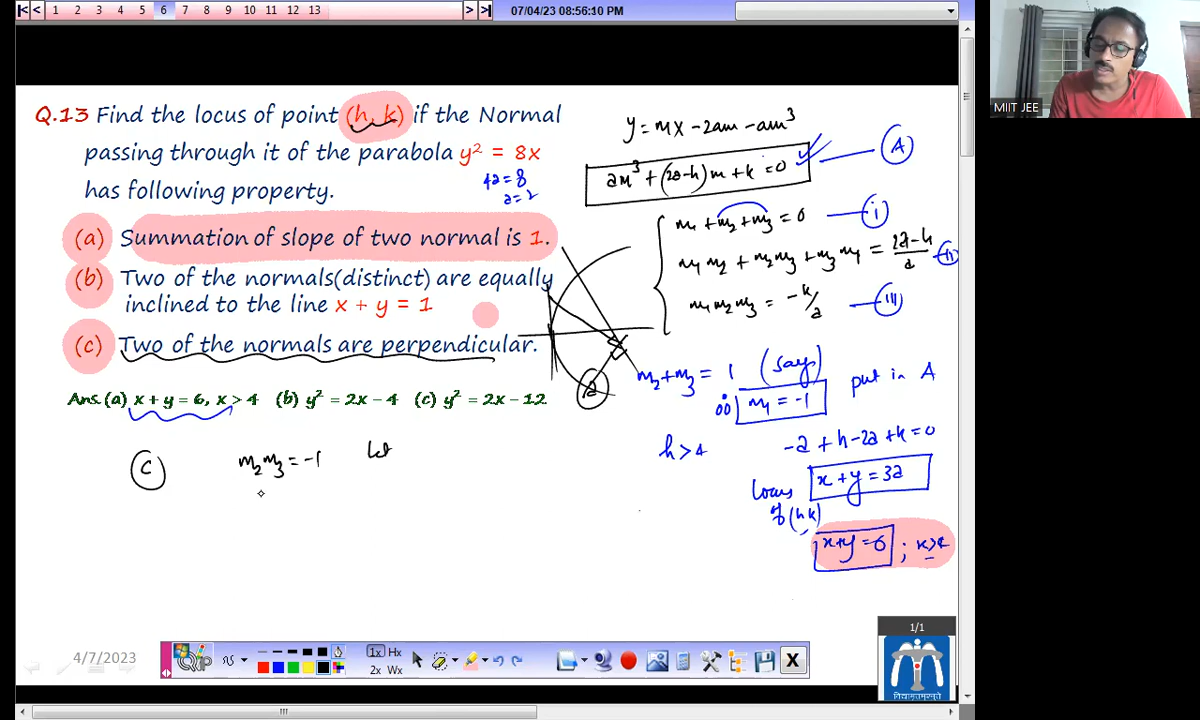 1 2 3 4 5 6 7 8 9 10 11 12 13
07/04/23 08:56:10 PM
MIIT JEE
Q.13 Find the locus of point (h, k) if the Normal
passing through it of the parabola y² = 8x
4a = 8
a = 2
has following property.
(a) Summation of slope of two normal is 1.
(b) Two of the normals(distinct) are equally
inclined to the line x + y = 1
(c) Two of the normals are perpendicular.
Ans. (a) x + y = 6, x > 4 (b) y² = 2x – 4 (c) y² = 2x – 12
y = mx - 2am - am³
am³ + (2a-h)m + k = 0 A
m₁ + m₂ + m₃ = 0 i
m₁m₂ + m₂m₃ + m₃m₁ = 2a-h/a ii
m₁m₂m₃ = -k/a iii
a
m₂+m₃ = 1 (say) put in A
m₁ = -1
h>4
-a + h - 2a + k = 0
locus of (h,k)
x + y = 3a
x+y = 6 ; x>4
C m₂m₃ = -1 let
4/7/2023
1x Hx
2x Wx
1/1